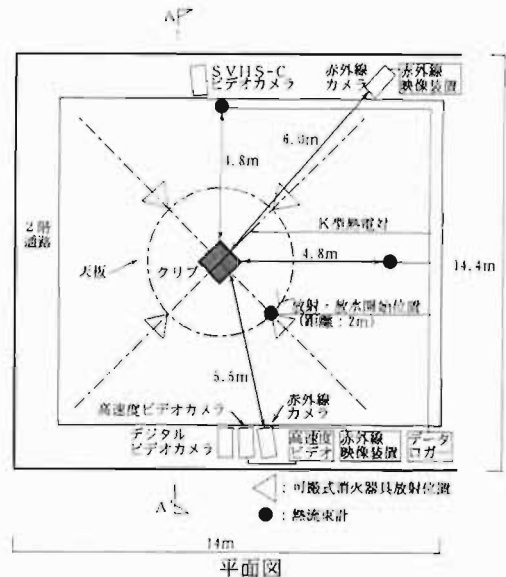 A
SVHS-C
ビデオカメラ
赤外線
カメラ
赤外線
映像装置
6.0m
4.8m
K型熱電対
2階
通路
天板
クリブ
4.8m
14.4m
放射・放水開始位置
(距離:2m)
5.5m
高速度ビデオカメラ
赤外線
カメラ
デジタル
ビデオカメラ
高速度
ビデオ
赤外線
映像装置
データ
ロガー
:可搬式消火器具放射位置
A'
:熱流束計
14m
平面図